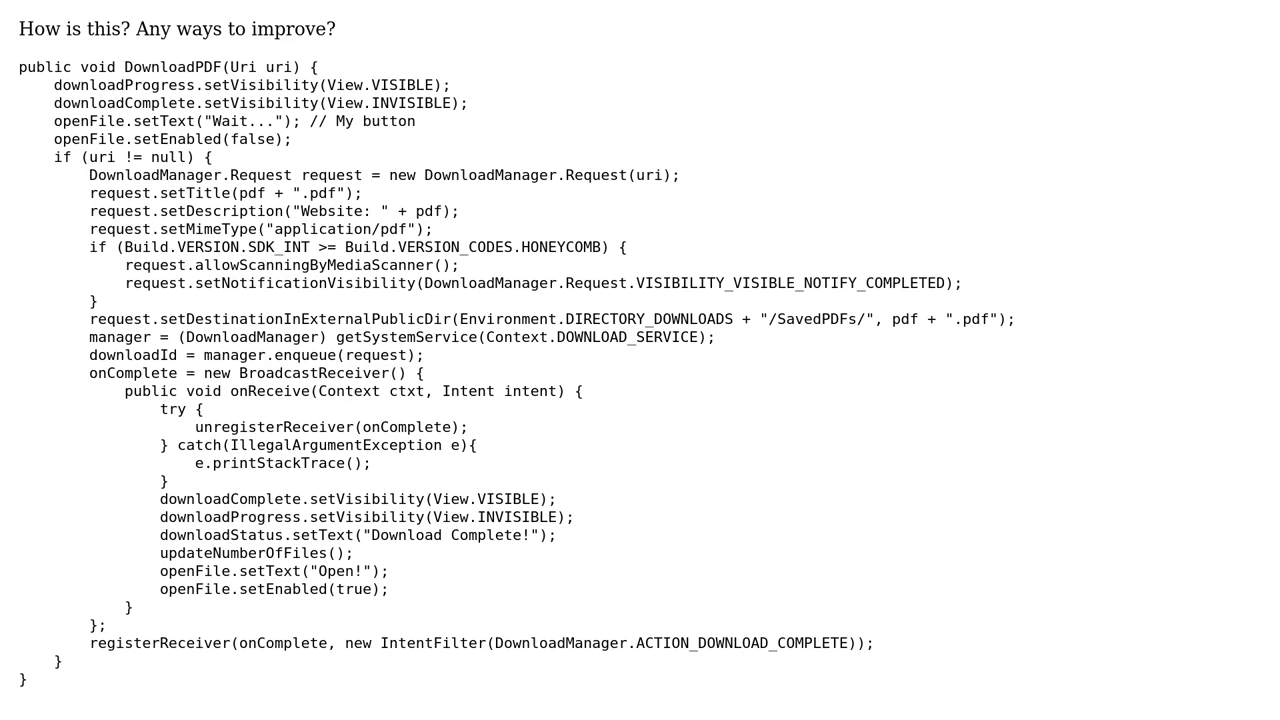 How is this? Any ways to improve?
public void DownloadPDF(Uri uri) {
    downloadProgress.setVisibility(View.VISIBLE);
    downloadComplete.setVisibility(View.INVISIBLE);
    openFile.setText("Wait..."); // My button
    openFile.setEnabled(false);
    if (uri != null) {
        DownloadManager.Request request = new DownloadManager.Request(uri);
        request.setTitle(pdf + ".pdf");
        request.setDescription("Website: " + pdf);
        request.setMimeType("application/pdf");
        if (Build.VERSION.SDK_INT >= Build.VERSION_CODES.HONEYCOMB) {
            request.allowScanningByMediaScanner();
            request.setNotificationVisibility(DownloadManager.Request.VISIBILITY_VISIBLE_NOTIFY_COMPLETED);
        }
        request.setDestinationInExternalPublicDir(Environment.DIRECTORY_DOWNLOADS + "/SavedPDFs/", pdf + ".pdf");
        manager = (DownloadManager) getSystemService(Context.DOWNLOAD_SERVICE);
        downloadId = manager.enqueue(request);
        onComplete = new BroadcastReceiver() {
            public void onReceive(Context ctxt, Intent intent) {
                try {
                    unregisterReceiver(onComplete);
                } catch(IllegalArgumentException e){
                    e.printStackTrace();
                }
                downloadComplete.setVisibility(View.VISIBLE);
                downloadProgress.setVisibility(View.INVISIBLE);
                downloadStatus.setText("Download Complete!");
                updateNumberOfFiles();
                openFile.setText("Open!");
                openFile.setEnabled(true);
            }
        };
        registerReceiver(onComplete, new IntentFilter(DownloadManager.ACTION_DOWNLOAD_COMPLETE));
    }
}